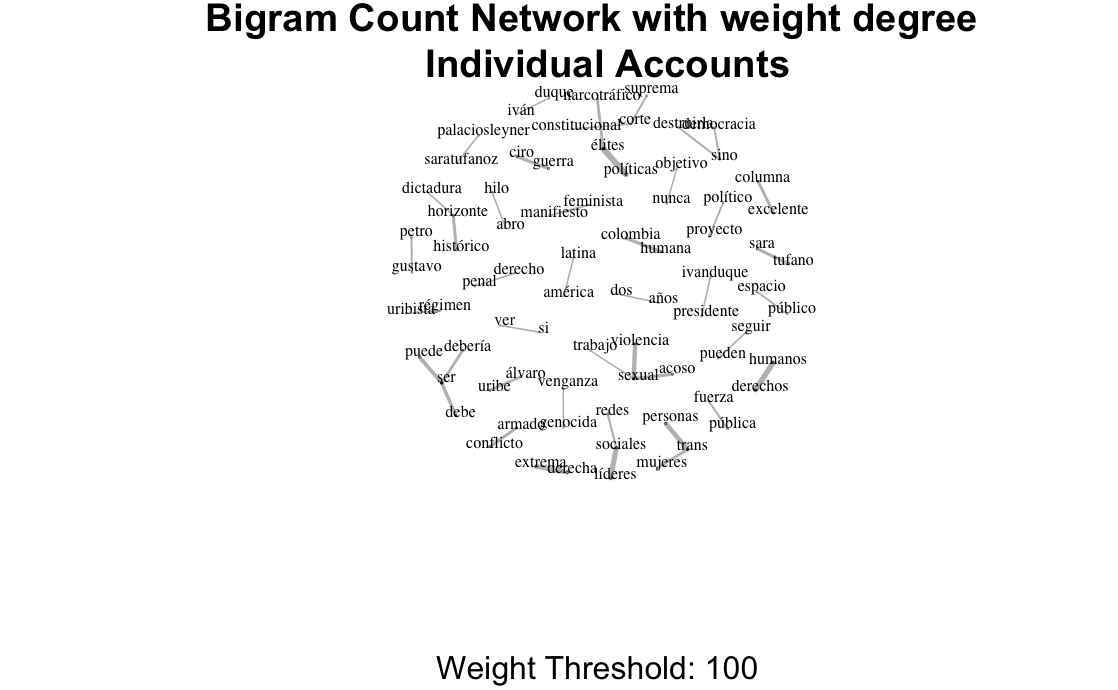 Bigram Count Network with weight degree
Individual Accounts
duque
narcotráfico
suprema
iván
palaciosleyner
constitucional
corte
destruirla
democracia
élites
saratufanoz
ciro
guerra
políticas
objetivo
sino
columna
dictadura
hilo
feminista
nunca
político
excelente
horizonte
manifiesto
abro
petro
histórico
colombia
humana
proyecto
sara
tufano
latina
gustavo
penal
derecho
ivanduque
espacio
américa
dos
años
uribista
régimen
presidente
público
ver
si
seguir
puede
debería
trabajo
violencia
pueden
humanos
ser
álvaro
uribe
venganza
sexual
acoso
derechos
fuerza
debe
armado
genocida
redes
personas
pública
conflicto
sociales
trans
extrema
derecha
líderes
mujeres
Weight Threshold: 100